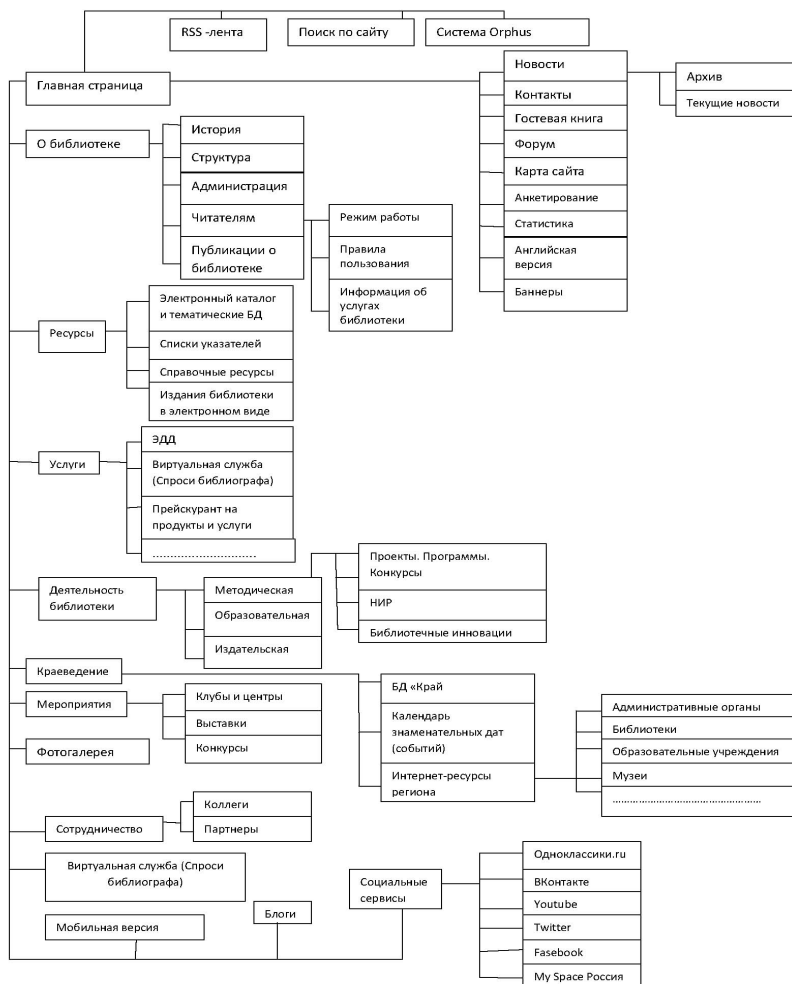 RSS -лента
Поиск по сайту
Система Orphus
Главная страница
Новости
Контакты
Гостевая книга
Форум
Карта сайта
Анкетирование
Статистика
Английская
версия
Баннеры
Архив
Текущие новости
О библиотеке
История
Структура
Администрация
Читателям
Публикации о
библиотеке
Режим работы
Правила
пользования
Информация об
услугах
библиотеки
Ресурсы
Электронный каталог
и тематические БД
Списки указателей
Справочные ресурсы
Издания библиотеки
в электронном виде
Услуги
ЭДД
Виртуальная служба
(Спроси библиографа)
Прейскурант на
продукты и услуги
................................
Деятельность
библиотеки
Методическая
Образовательная
Издательская
Проекты. Программы.
Конкурсы
НИР
Библиотечные инновации
Краеведение
БД «Край
Календарь
знаменательных дат
(событий)
Интернет-ресурсы
региона
Административные органы
Библиотеки
Образовательные учреждения
Музеи
................................................
Мероприятия
Клубы и центры
Выставки
Конкурсы
Фотогалерея
Сотрудничество
Коллеги
Партнеры
Виртуальная служба (Спроси
библиографа)
Мобильная версия
Блоги
Социальные
сервисы
Одноклассики.ru
ВКонтакте
Youtube
Twitter
Fasebook
My Space Россия